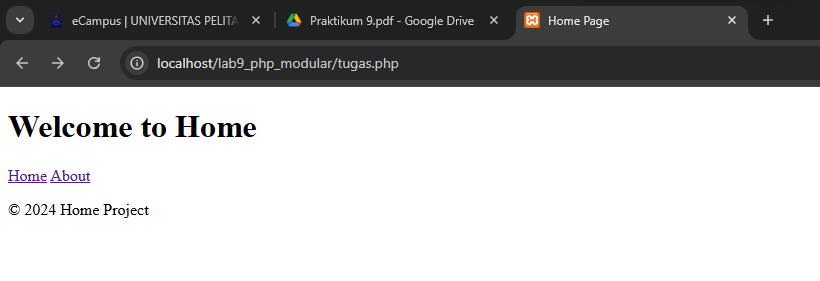 eCampus | UNIVERSITAS PELITA
Praktikum 9.pdf - Google Drive
Home Page
localhost/lab9_php_modular/tugas.php
Welcome to Home
Home About
© 2024 Home Project